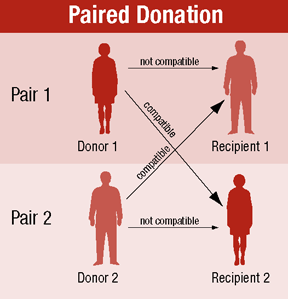 Paired Donation
not compatible
Pair 1
compatible
Donor 1
Recipient 1
compatible
Pair 2
not compatible
Donor 2
Recipient 2